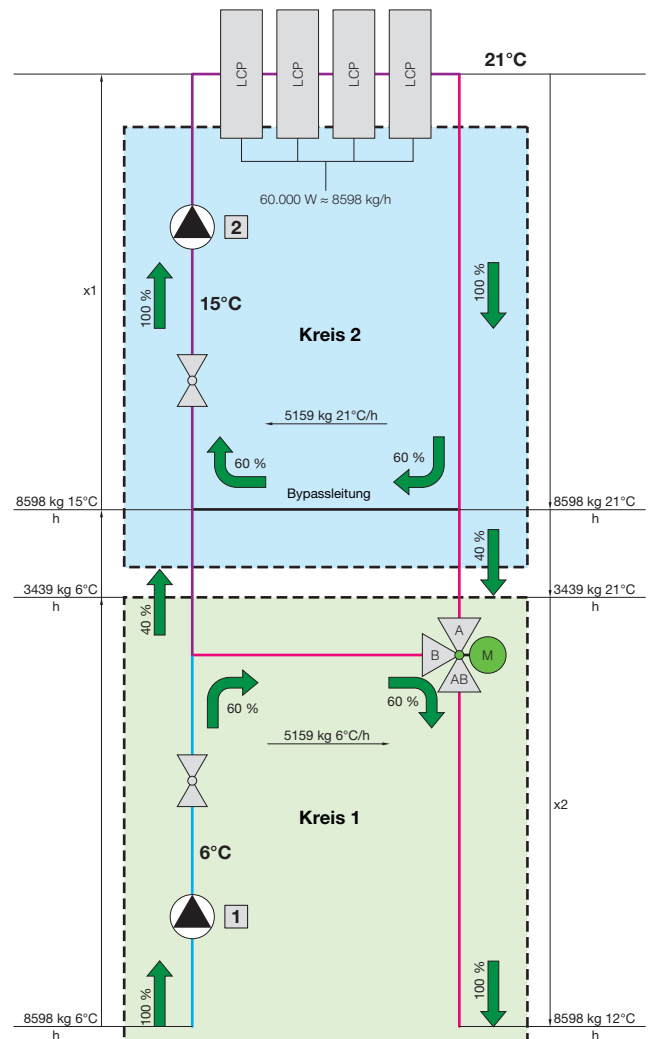 LCP
LCP
LCP
LCP
21°C
60.000 W ≈ 8598 kg/h
2
x1
100 %
15°C
100 %
Kreis 2
5159 kg 21°C/h
60 %
60 %
Bypassleitung
8598 kg 15°C
h
8598 kg 21°C
h
40 %
40 %
3439 kg 6°C
h
3439 kg 21°C
h
A
B
M
AB
60 %
60 %
5159 kg 6°C/h
x2
Kreis 1
6°C
1
100 %
100 %
8598 kg 6°C
h
8598 kg 12°C
h